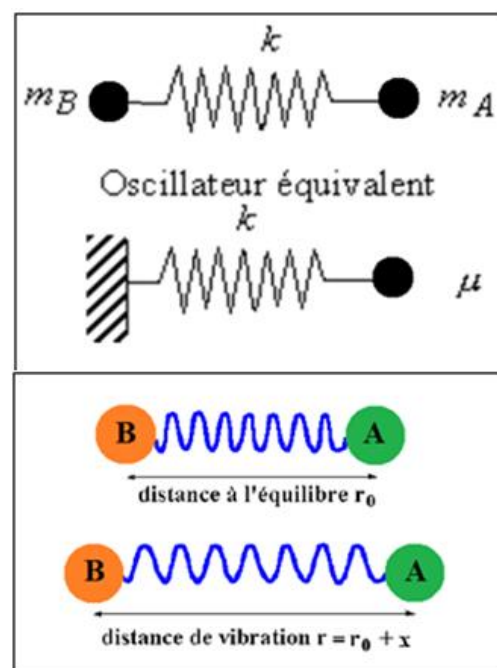 k
m_B m_A
Oscillateur équivalent
k
μ
B A
distance à l'équilibre r₀
B A
distance de vibration r = r₀ + x